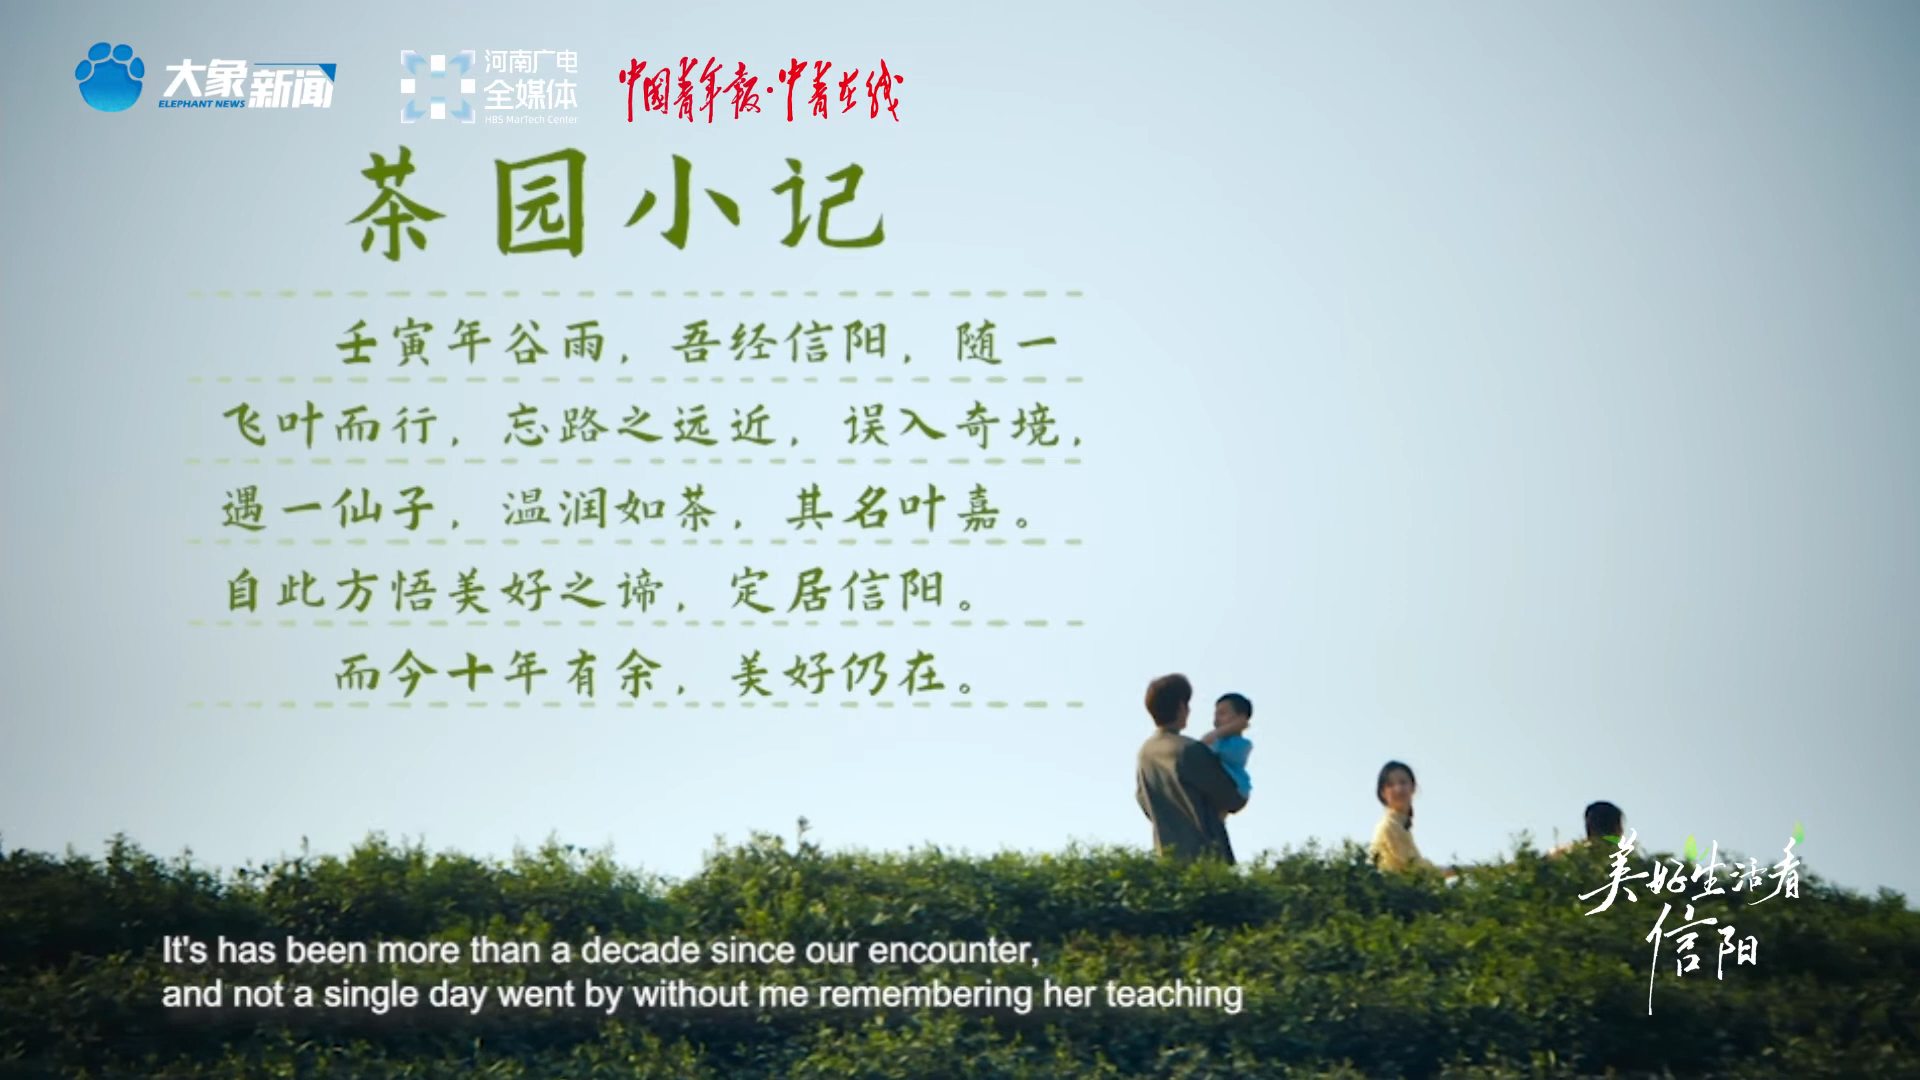 大象新闻
ELEPHANT NEWS
河南广电
全媒体
HBS MarTech Center
中国青年报·中青在线
茶园小记
壬寅年谷雨，吾经信阳，随一
飞叶而行，忘路之远近，误入奇境，
遇一仙子，温润如茶，其名叶嘉。
自此方悟美好之谛，定居信阳。
而今十年有余，美好仍在。
美好生活看
信阳
It's has been more than a decade since our encounter,
and not a single day went by without me remembering her teaching